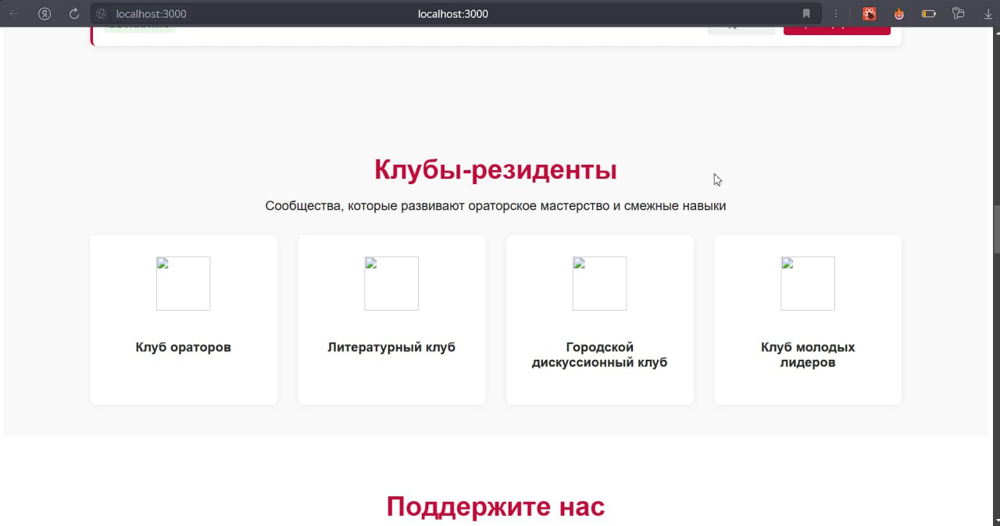 localhost:3000 localhost:3000
Клубы-резиденты
Сообщества, которые развивают ораторское мастерство и смежные навыки
Клуб ораторов
Литературный клуб
Городской
дискуссионный клуб
Клуб молодых
лидеров
Поддержите нас